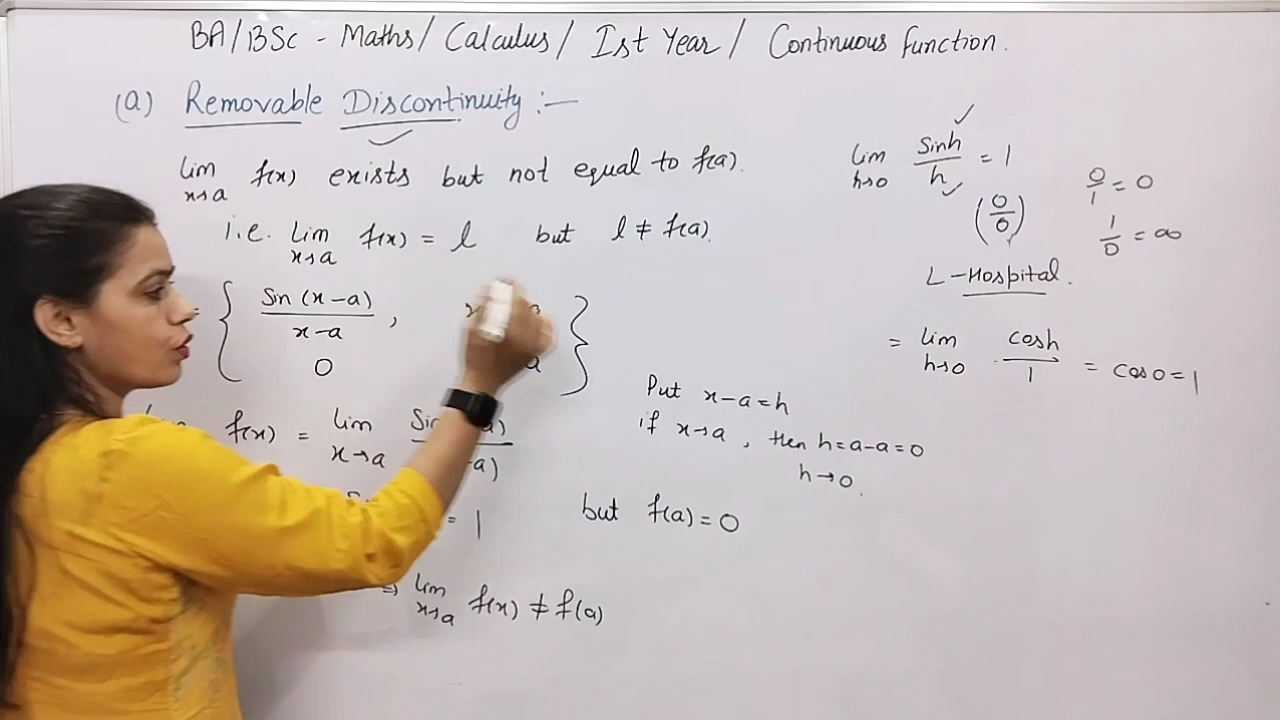 BA/BSc - Maths/ Calculus/ Ist Year/ Continuous function.
(a) Removable Discontinuity :—
lim f(x) exists but not equal to f(a).
x→a
i.e. lim f(x) = l but l ≠ f(a).
x→a
= { sin (x-a) / x-a ,
0 a }
f(x) = lim
x→a a)
= 1 but f(a) = 0
⇒ lim f(x) ≠ f(a)
x→a
Put x-a=h
if x→a , then h=a-a=0
h→0.
lim sinh / h = 1
h→0
(0/0)
0/1 = 0
1/0 = ∞
L-Hospital.
= lim cosh / 1 = cos0=1
h→0